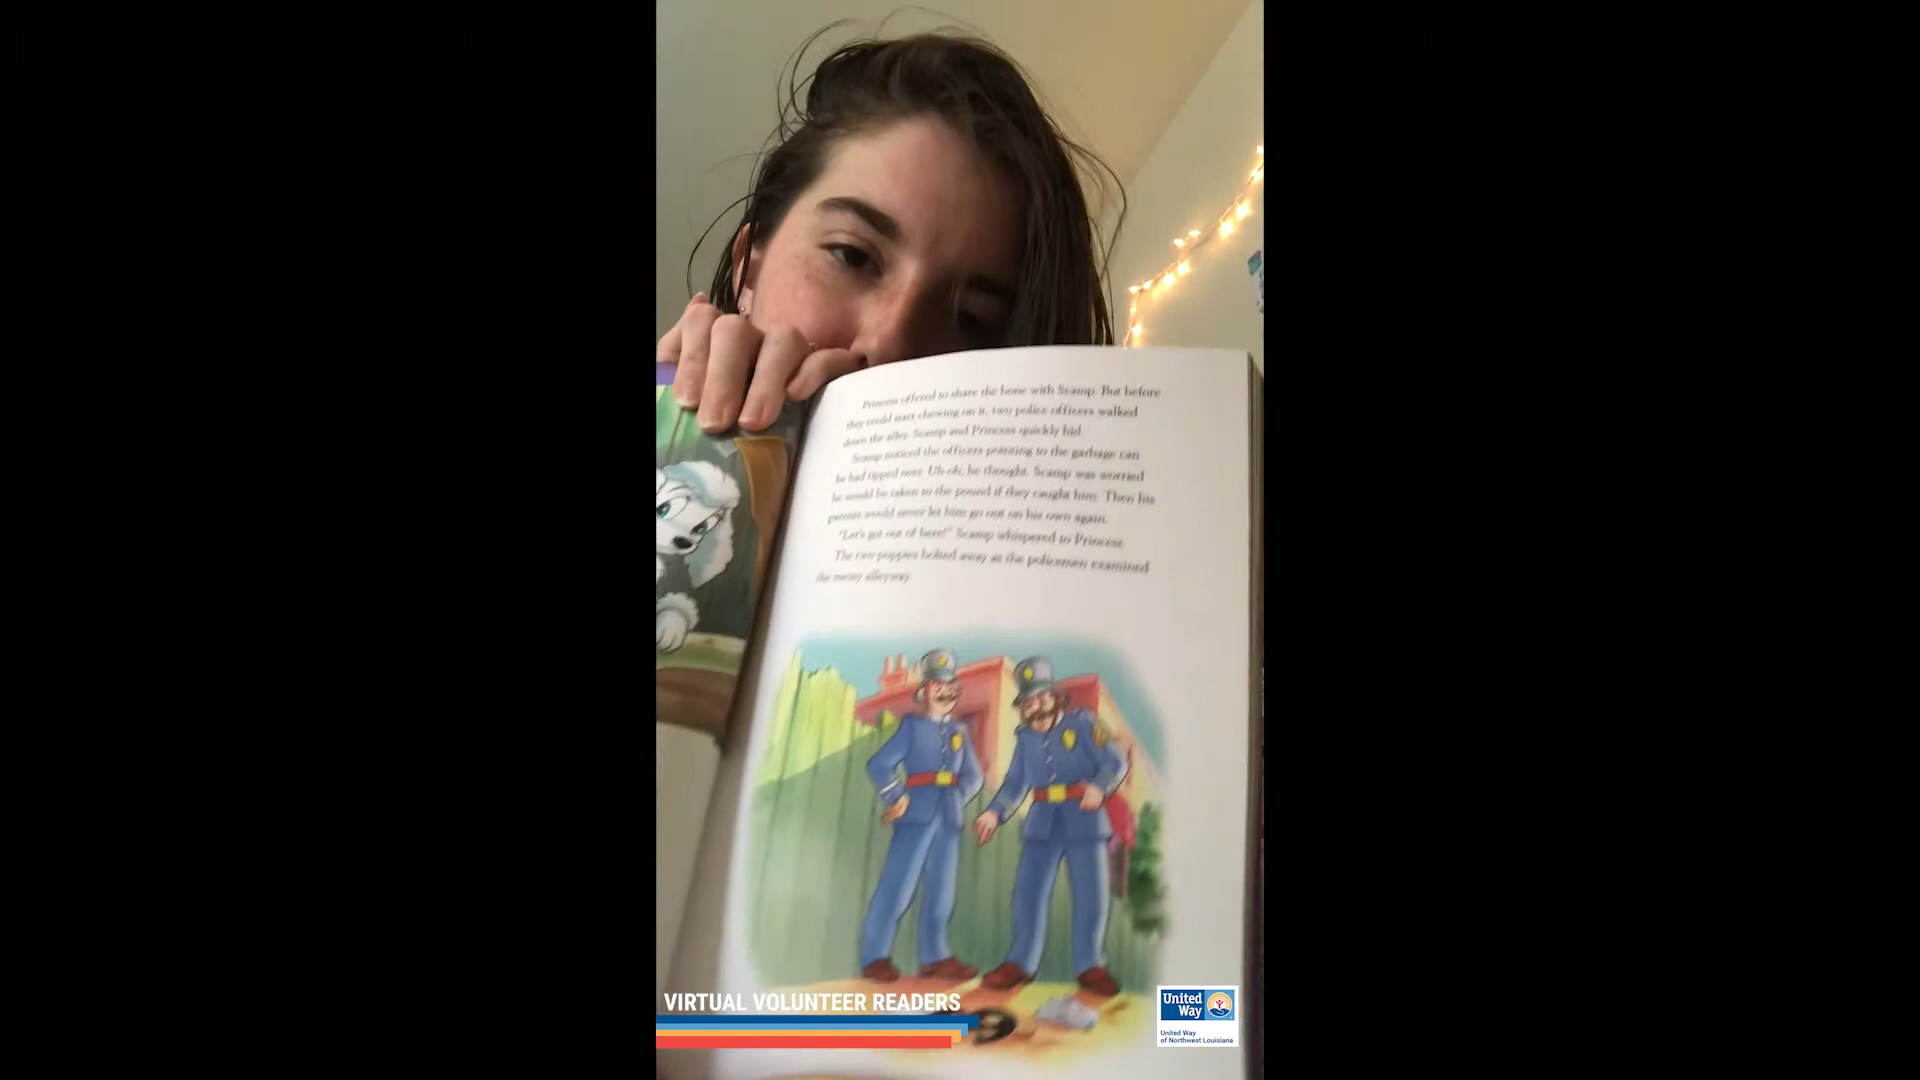 Princess offered to share the bone with Scamp. But before
they could start chewing on it, two police officers walked
down the alley. Scamp and Princess quickly hid.
Scamp noticed the officers pointing to the garbage can
he had tipped over. Uh-oh, he thought. Scamp was worried
he would be taken to the pound if they caught him. Then his
parents would never let him go out on his own again.
"Let's get out of here!" Scamp whispered to Princess.
The two puppies bolted away as the policemen examined
the messy alleyway.
VIRTUAL VOLUNTEER READERS
United
Way
United Way
of Northwest Louisiana